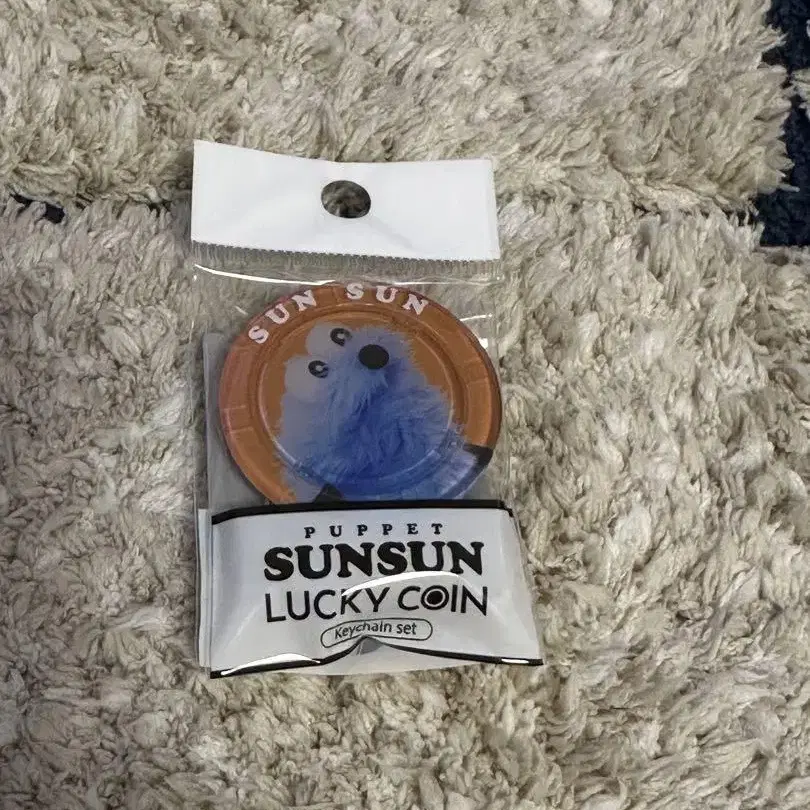 SUN SUN
PUPPET
SUNSUN
LUCKY COIN
Keychain set